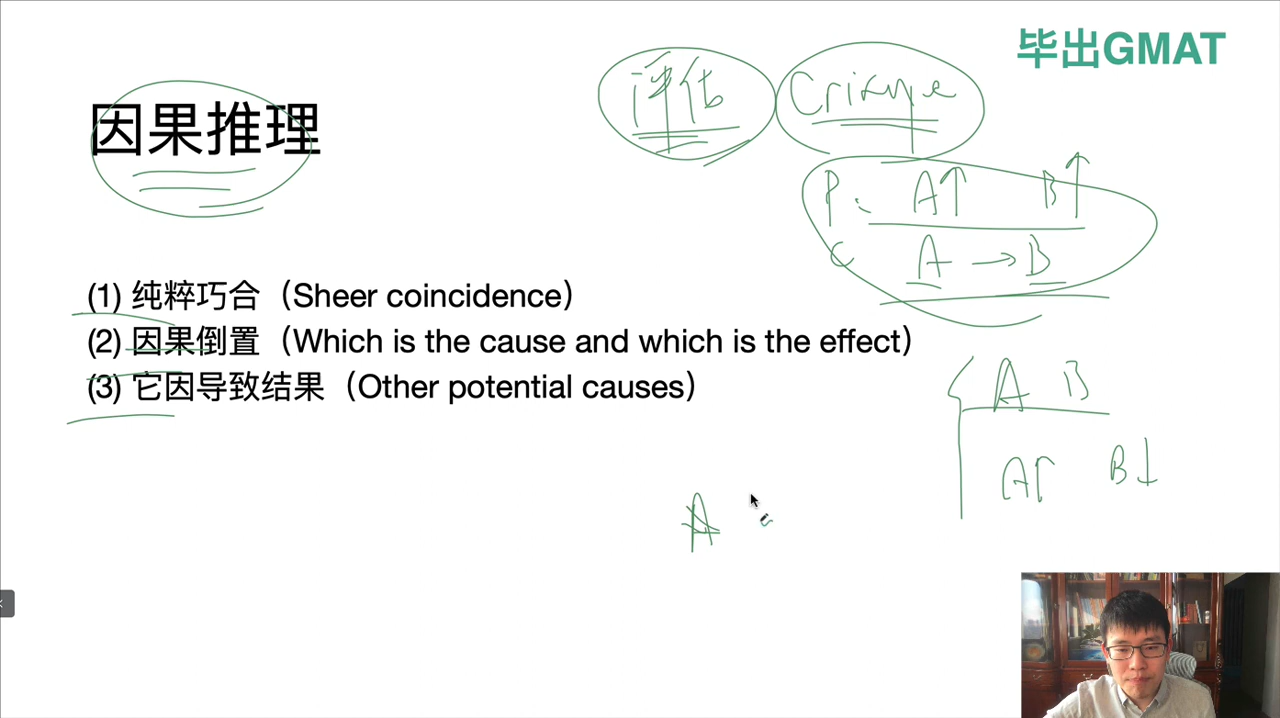 毕出GMAT
因果推理
评估 Critique
P: A↑ B↑
C A → B
(1) 纯粹巧合（Sheer coincidence）
(2) 因果倒置（Which is the cause and which is the effect）
(3) 它因导致结果（Other potential causes）
A B
A↑ B↓
A